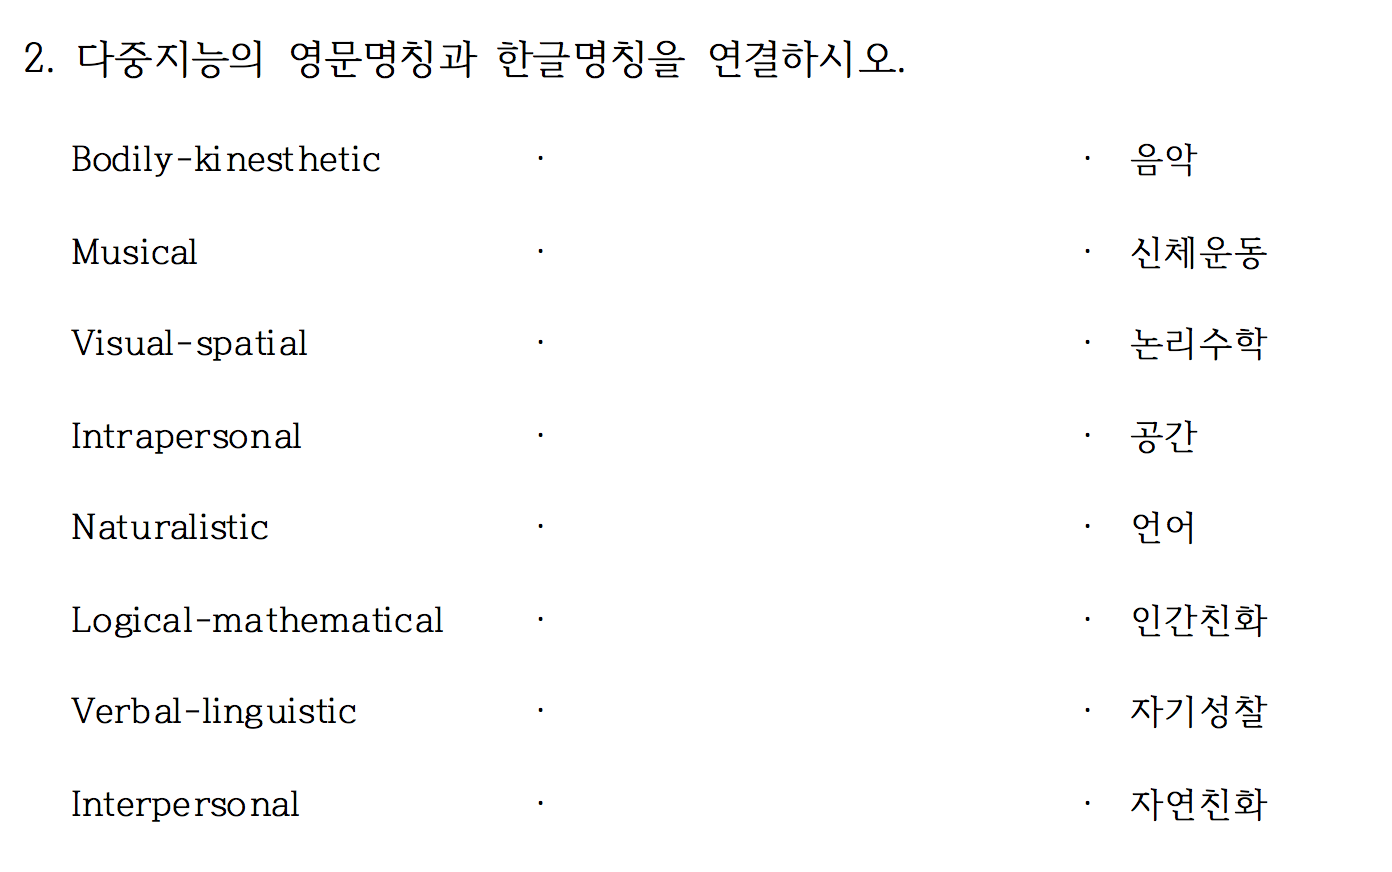 2. 다중지능의 영문명칭과 한글명칭을 연결하시오.
Bodily-kinesthetic · · 음악
Musical · · 신체운동
Visual-spatial · · 논리수학
Intrapersonal · · 공간
Naturalistic · · 언어
Logical-mathematical · · 인간친화
Verbal-linguistic · · 자기성찰
Interpersonal · · 자연친화